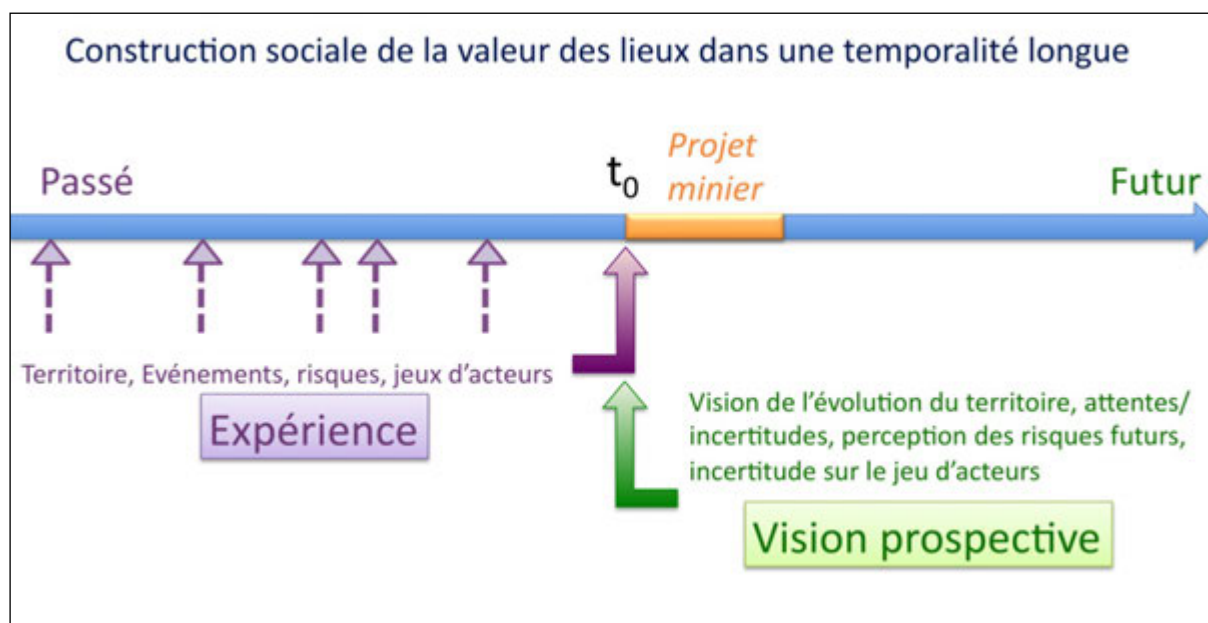 Construction sociale de la valeur des lieux dans une temporalité longue
Passé
t₀
Projet
minier
Futur
Territoire, Evénements, risques, jeux d'acteurs
Expérience
Vision de l'évolution du territoire, attentes/
incertitudes, perception des risques futurs,
incertitude sur le jeu d'acteurs
Vision prospective